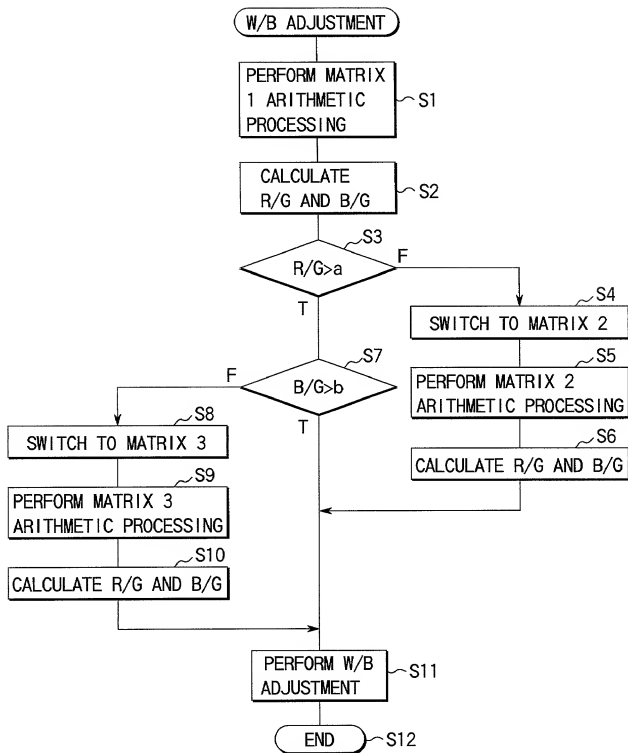 W/B ADJUSTMENT
PERFORM MATRIX
1 ARITHMETIC
PROCESSING
S1
CALCULATE
R/G AND B/G
S2
S3
R/G>a
F
T
S4
SWITCH TO MATRIX 2
S5
PERFORM MATRIX 2
ARITHMETIC PROCESSING
S6
CALCULATE R/G AND B/G
S7
B/G>b
F
T
S8
SWITCH TO MATRIX 3
S9
PERFORM MATRIX 3
ARITHMETIC PROCESSING
S10
CALCULATE R/G AND B/G
PERFORM W/B
ADJUSTMENT
S11
END
S12